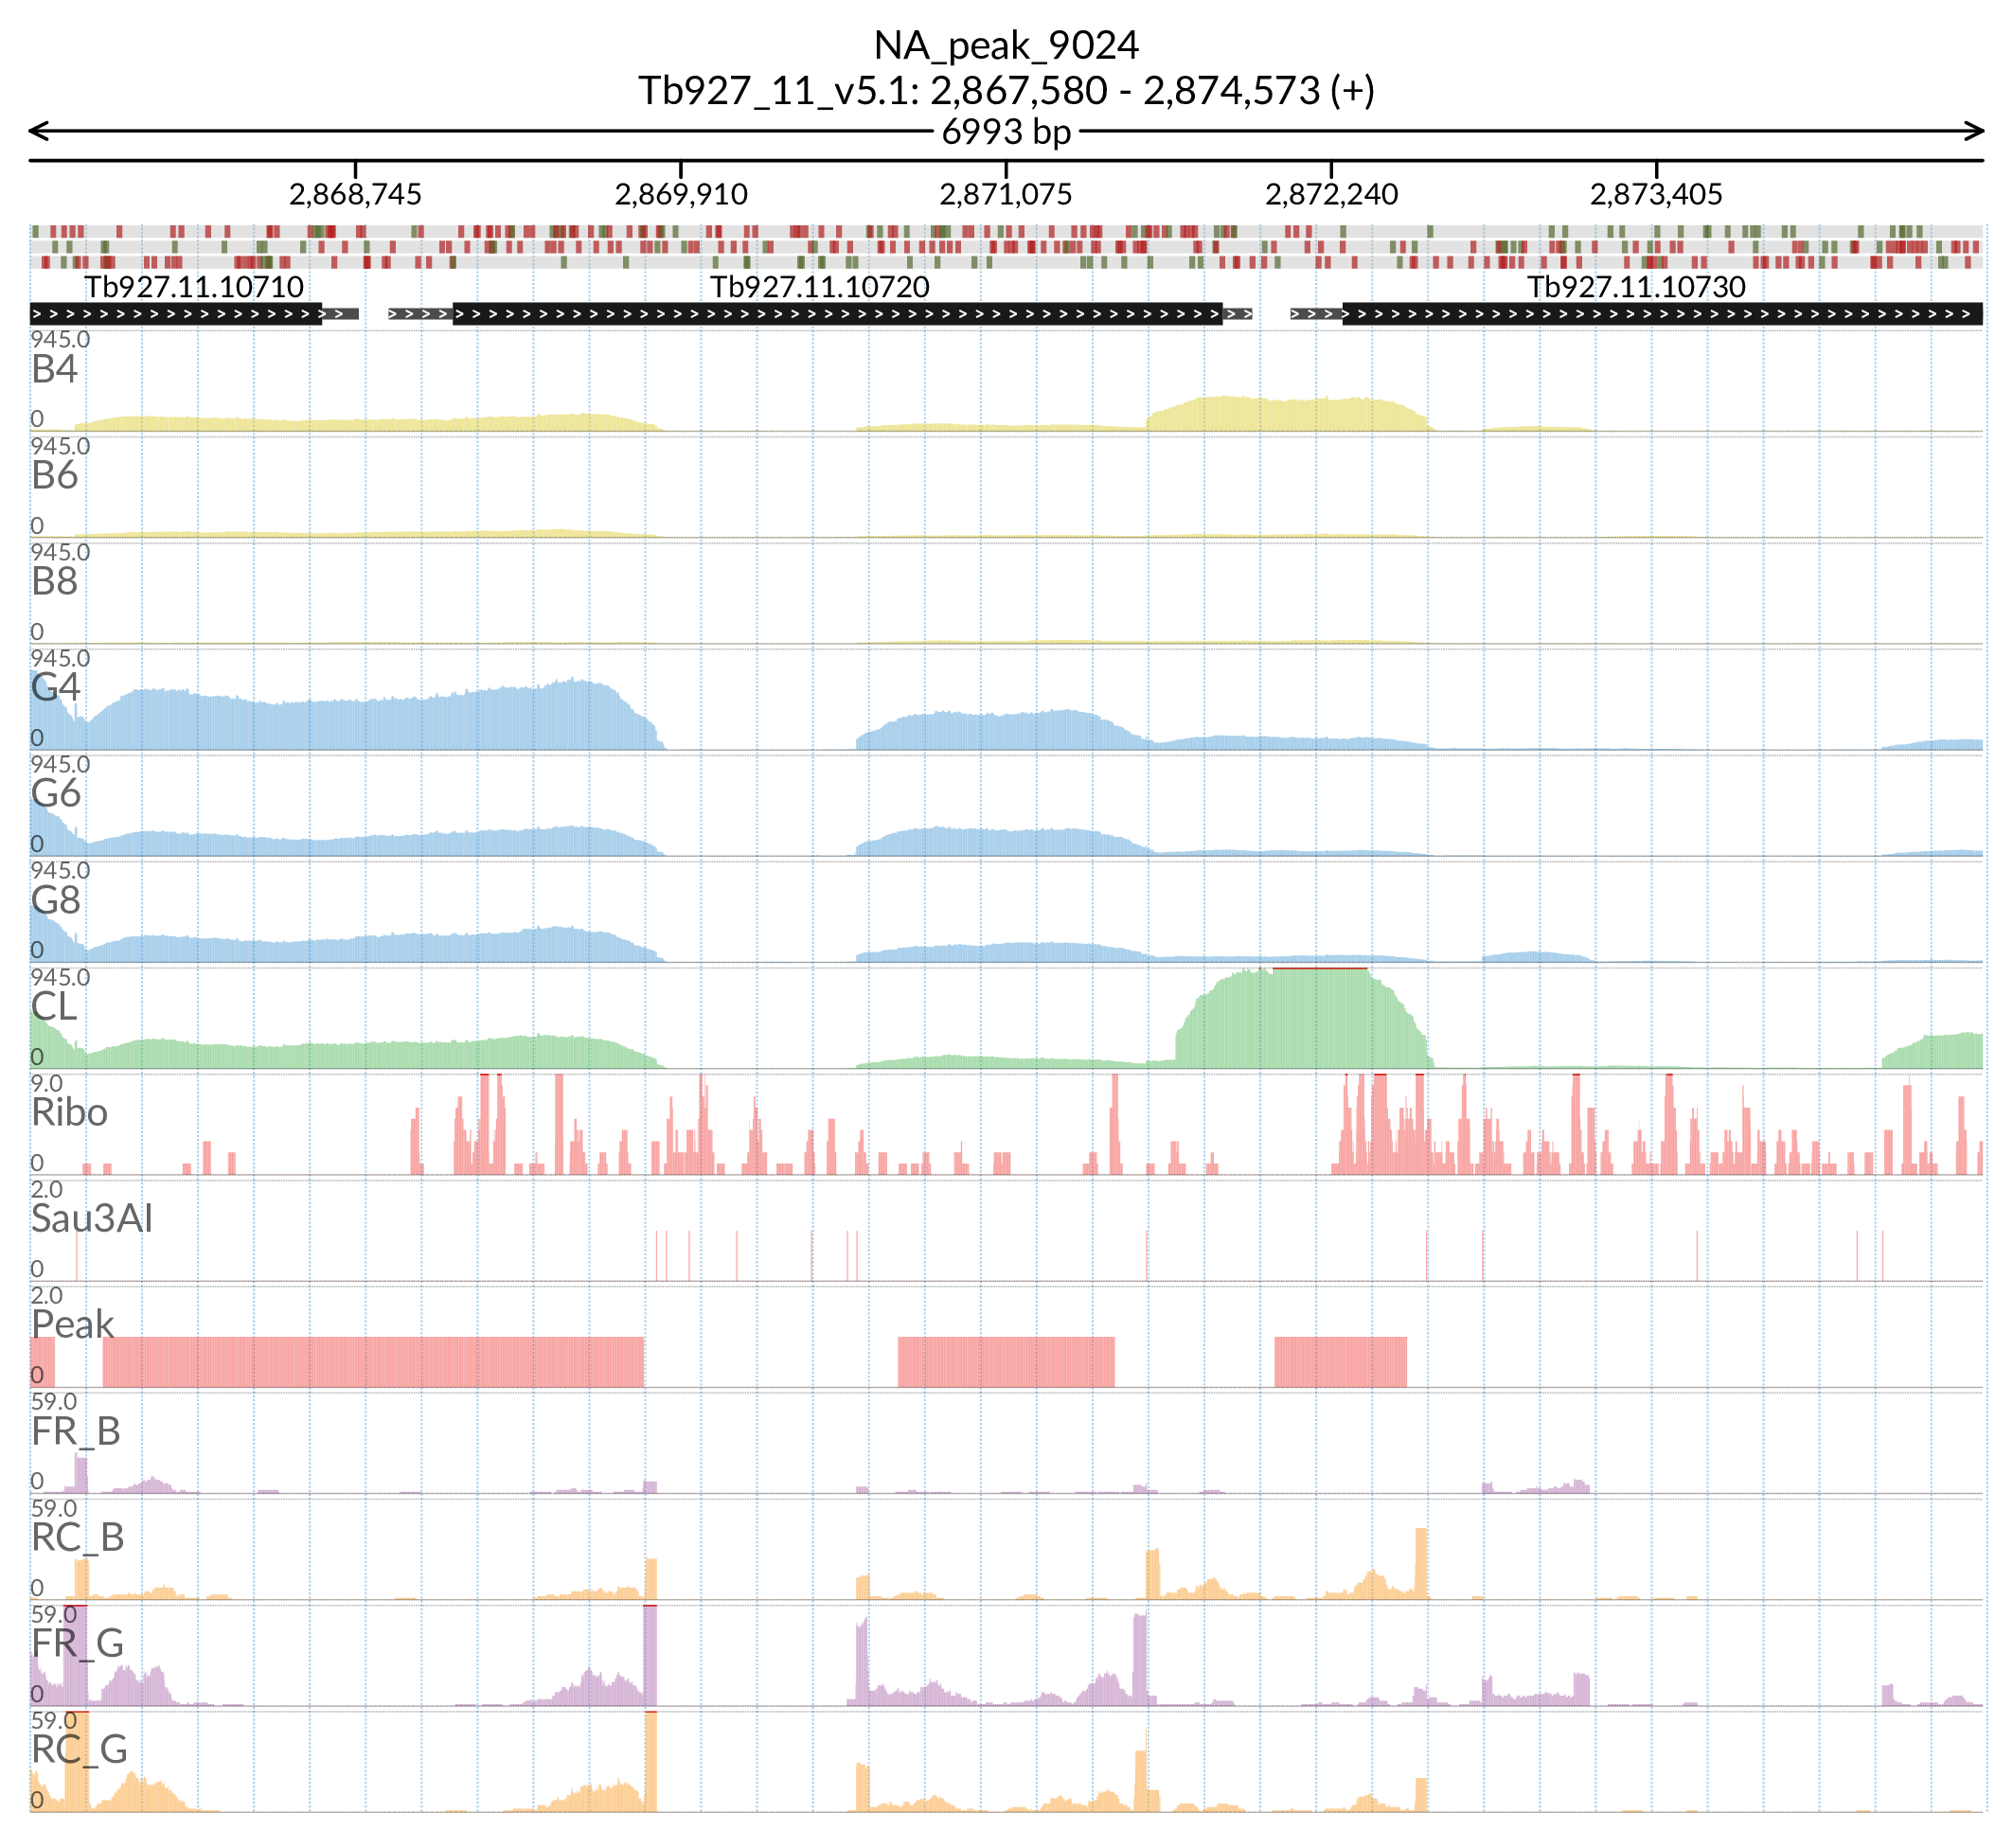 NA_peak_9024
Tb927_11_v5.1: 2,867,580 - 2,874,573 (+)
6993 bp
2,868,745 2,869,910 2,871,075 2,872,240 2,873,405
Tb927.11.10710 Tb927.11.10720 Tb927.11.10730
945.0
B4
0
945.0
B6
0
945.0
B8
0
945.0
G4
0
945.0
G6
0
945.0
G8
0
945.0
CL
0
9.0
Ribo
0
2.0
Sau3AI
0
2.0
Peak
0
59.0
FR_B
0
59.0
RC_B
0
59.0
FR_G
0
59.0
RC_G
0